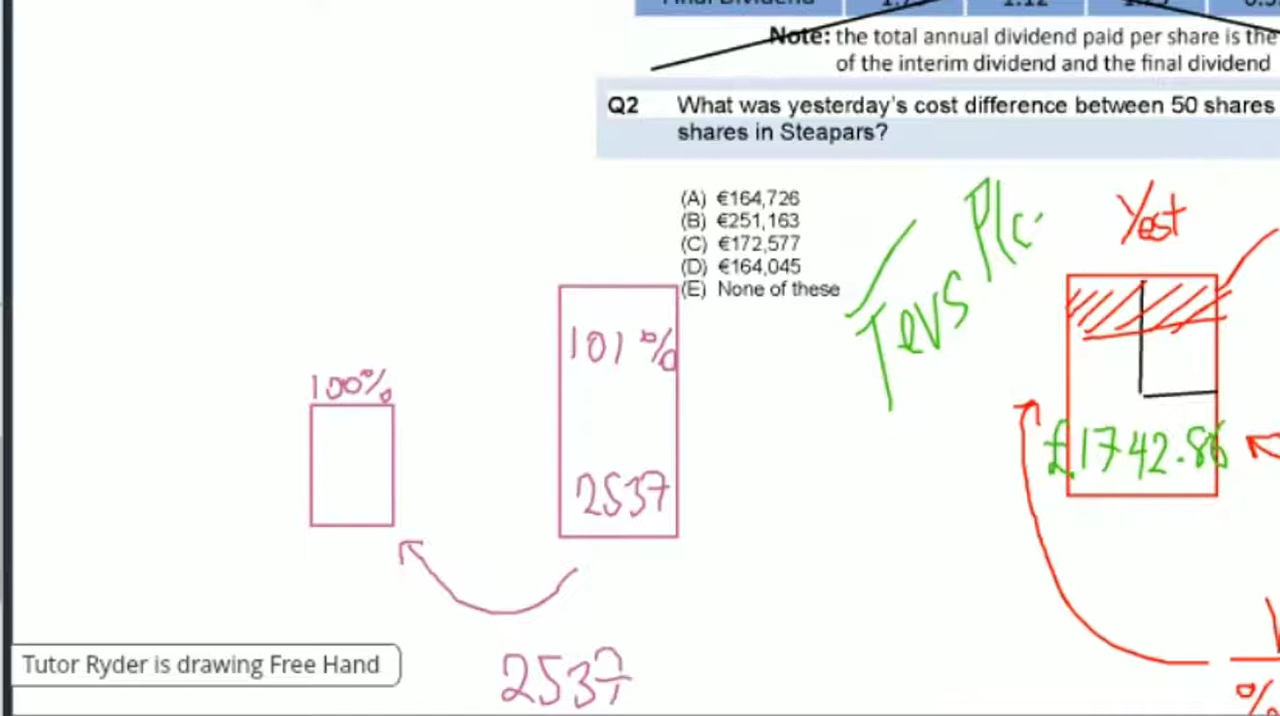 Final Dividend 1.12
Note: the total annual dividend paid per share is the
of the interim dividend and the final dividend
Q2 What was yesterday's cost difference between 50 shares
shares in Steapars?
(A) €164,726
(B) €251,163
(C) €172,577
(D) €164,045
(E) None of these
Tevs Plc.
Yest
101%
100%
£1742.86
2537
Tutor Ryder is drawing Free Hand
2537
%